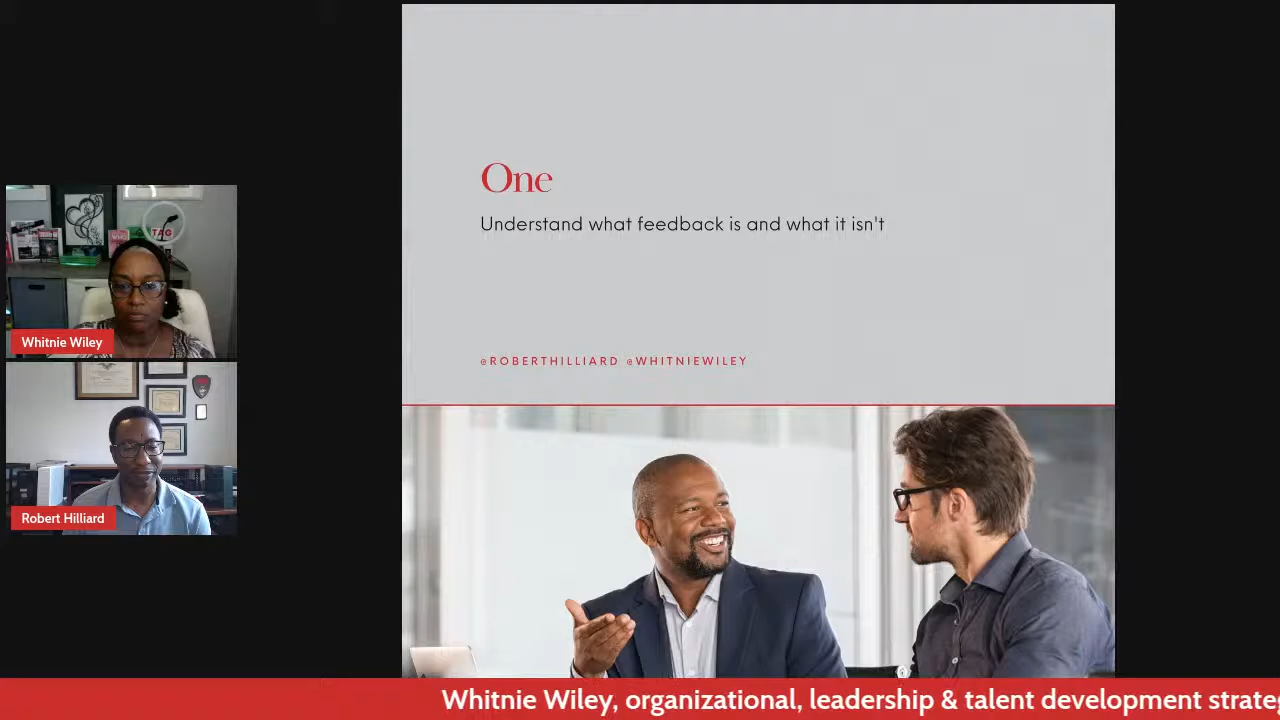 One
Understand what feedback is and what it isn't
@ROBERTHILLIARD @WHITNIEWILEY
TAG
Whitnie Wiley
Robert Hilliard
Whitnie Wiley, organizational, leadership & talent development strate